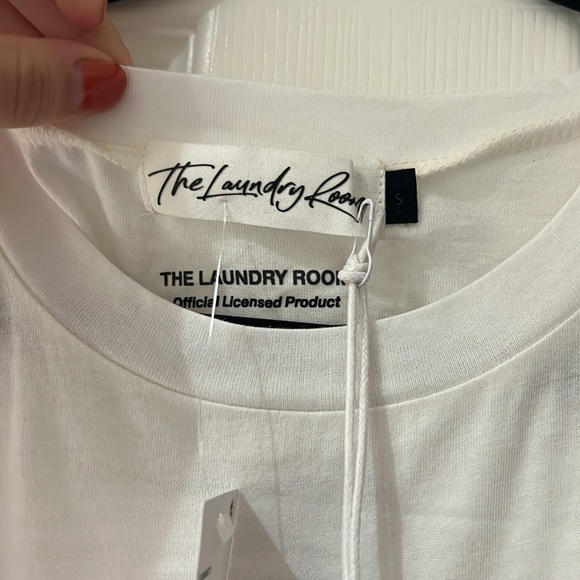 The Laundry Room
S
THE LAUNDRY ROOM
Official Licensed Product